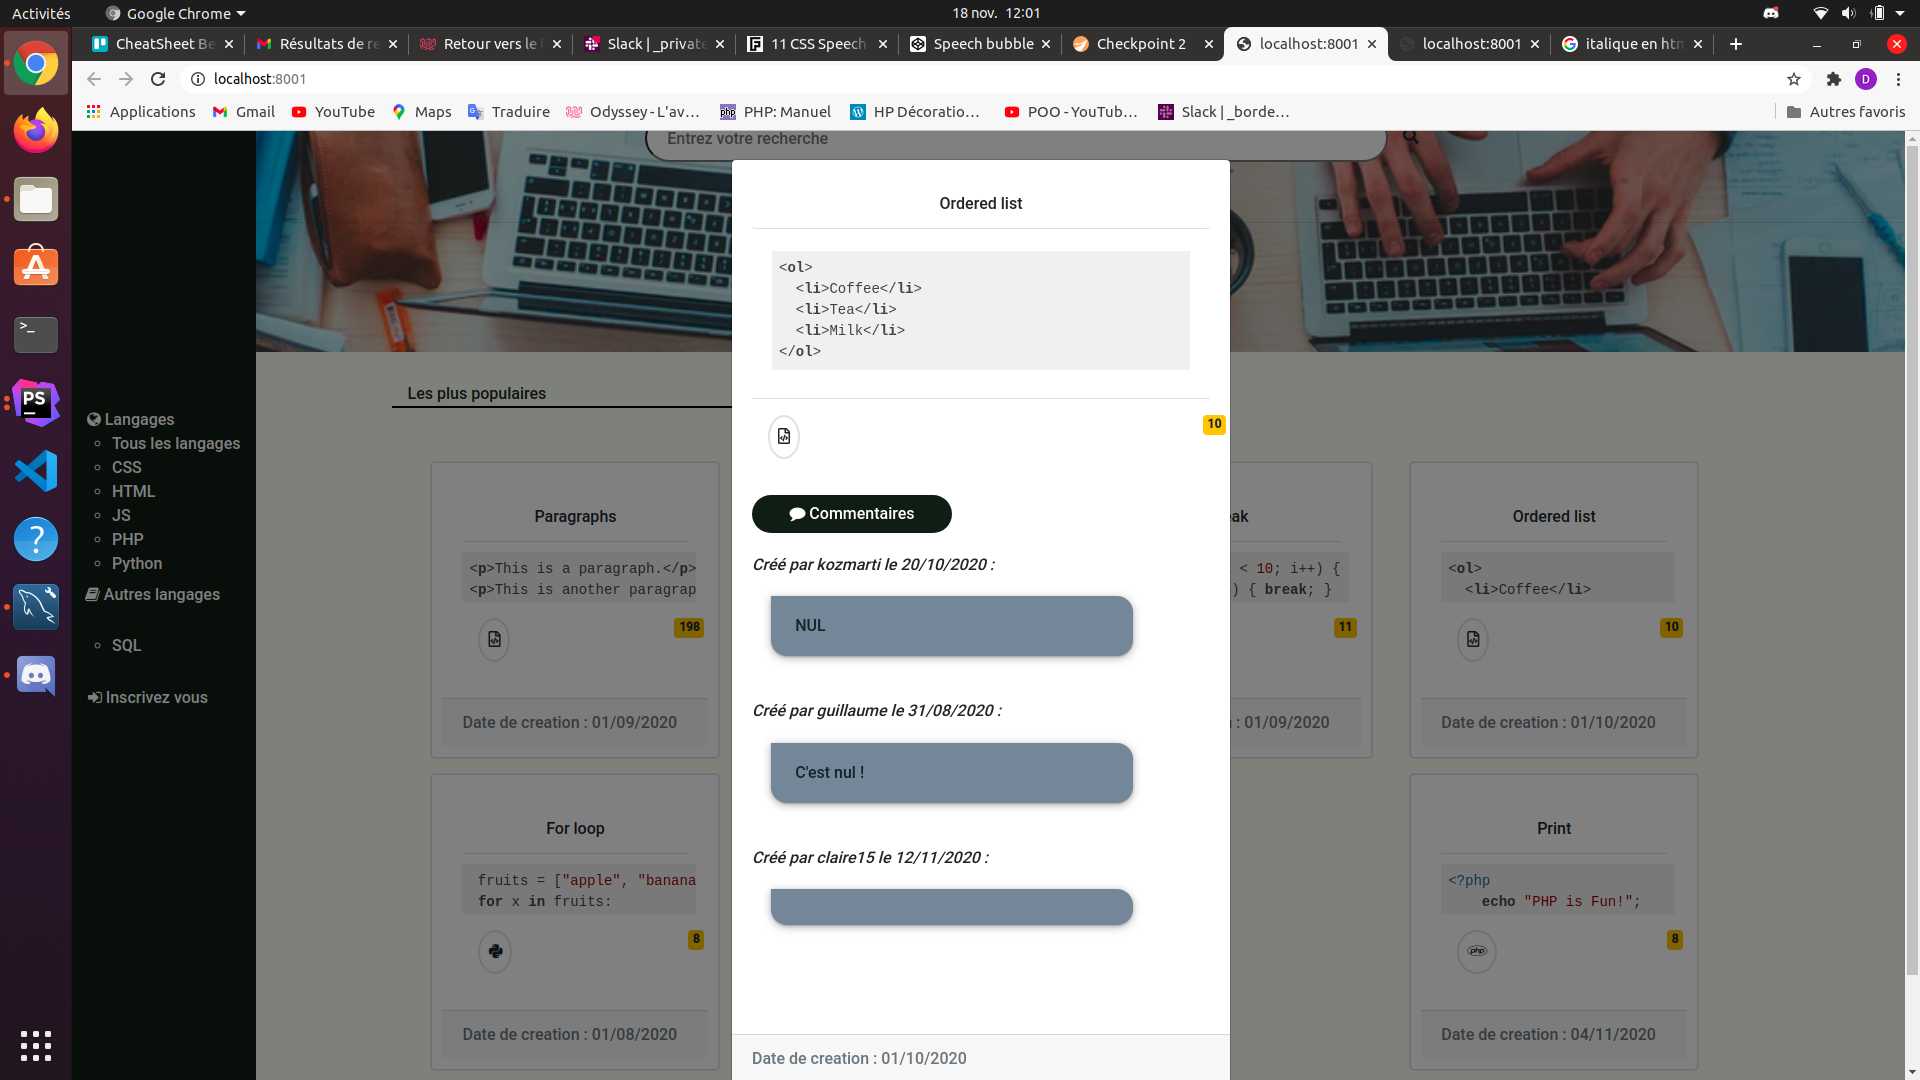 Activités
Google Chrome
18 nov. 12:01
CheatSheet Be
Résultats de re
Retour vers le f
Slack | _private
11 CSS Speech
Speech bubble
Checkpoint 2
localhost:8001
localhost:8001
italique en htm
localhost:8001
D
Applications
Gmail
YouTube
Maps
Traduire
Odyssey - L'av...
PHP: Manuel
HP Décoratio...
POO - YouTub...
Slack | _borde...
Autres favoris
Entrez votre recherche
Langages
Tous les langages
CSS
HTML
JS
PHP
Python
Autres langages
SQL
Inscrivez vous
Les plus populaires
Paragraphs
<p>This is a paragraph.</p>
<p>This is another paragrap
198
Date de creation : 01/09/2020
For loop
fruits = ["apple", "banana
for x in fruits:
8
Date de creation : 01/08/2020
Ordered list
<ol>
<li>Coffee</li>
<li>Tea</li>
<li>Milk</li>
</ol>
10
Commentaires
Créé par kozmarti le 20/10/2020 :
NUL
Créé par guillaume le 31/08/2020 :
C'est nul !
Créé par claire15 le 12/11/2020 :
Date de creation : 01/10/2020
eak
< 10; i++) {
) { break; }
11
: 01/09/2020
Ordered list
<ol>
<li>Coffee</li>
10
Date de creation : 01/10/2020
Print
<?php
echo "PHP is Fun!";
php
8
Date de creation : 04/11/2020